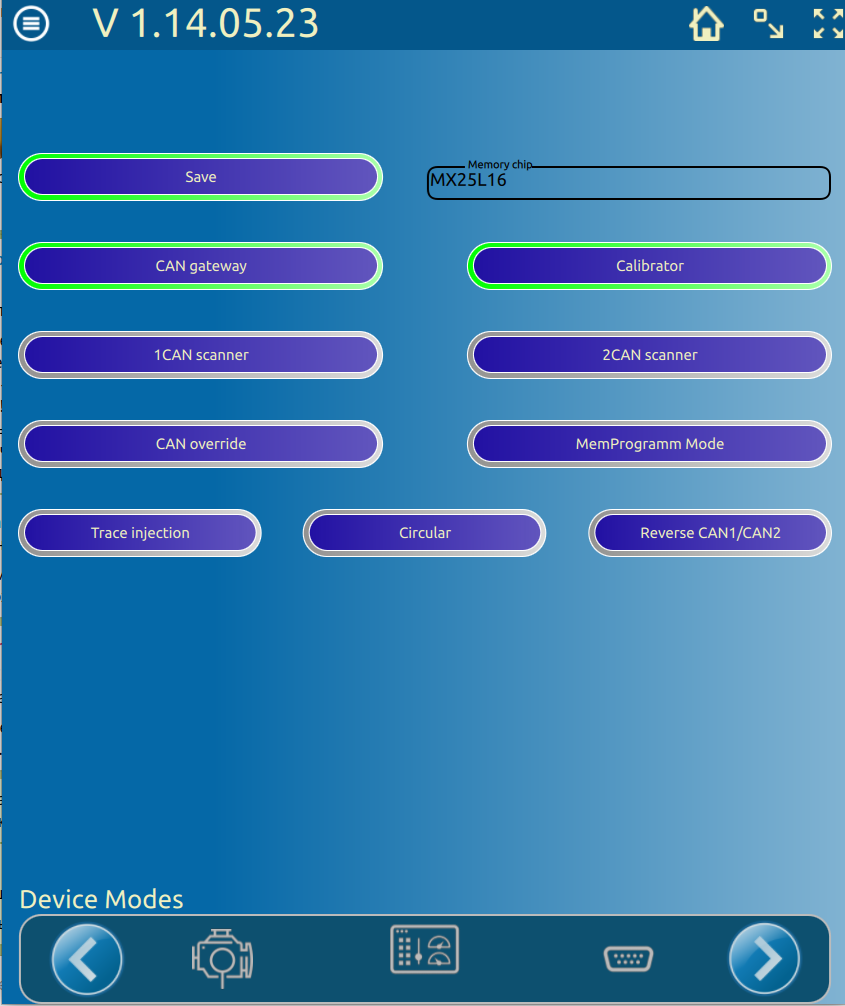 V 1.14.05.23
Save
Memory chip
MX25L16
CAN gateway
Calibrator
1CAN scanner
2CAN scanner
CAN override
MemProgramm Mode
Trace injection
Circular
Reverse CAN1/CAN2
Device Modes